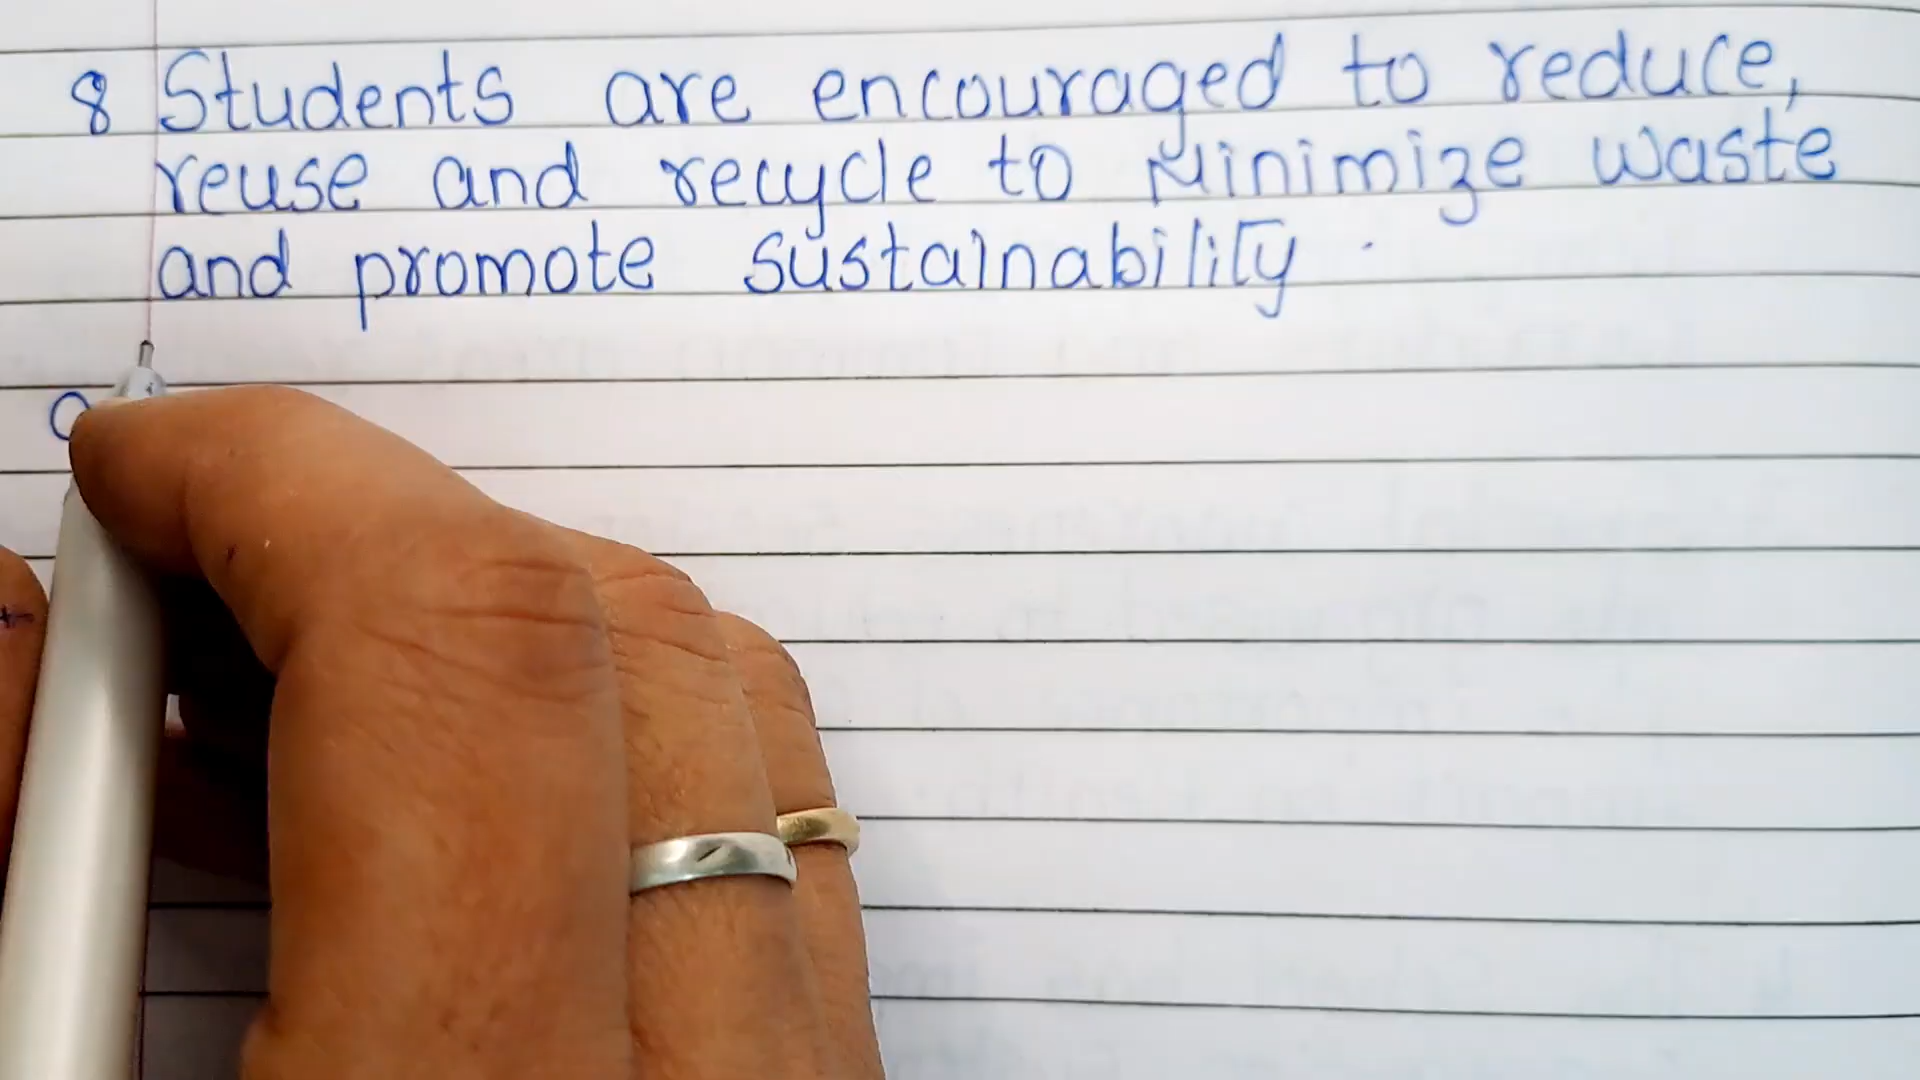 8 Students are encouraged to reduce,
reuse and recycle to Minimize waste
and promote sustainability.